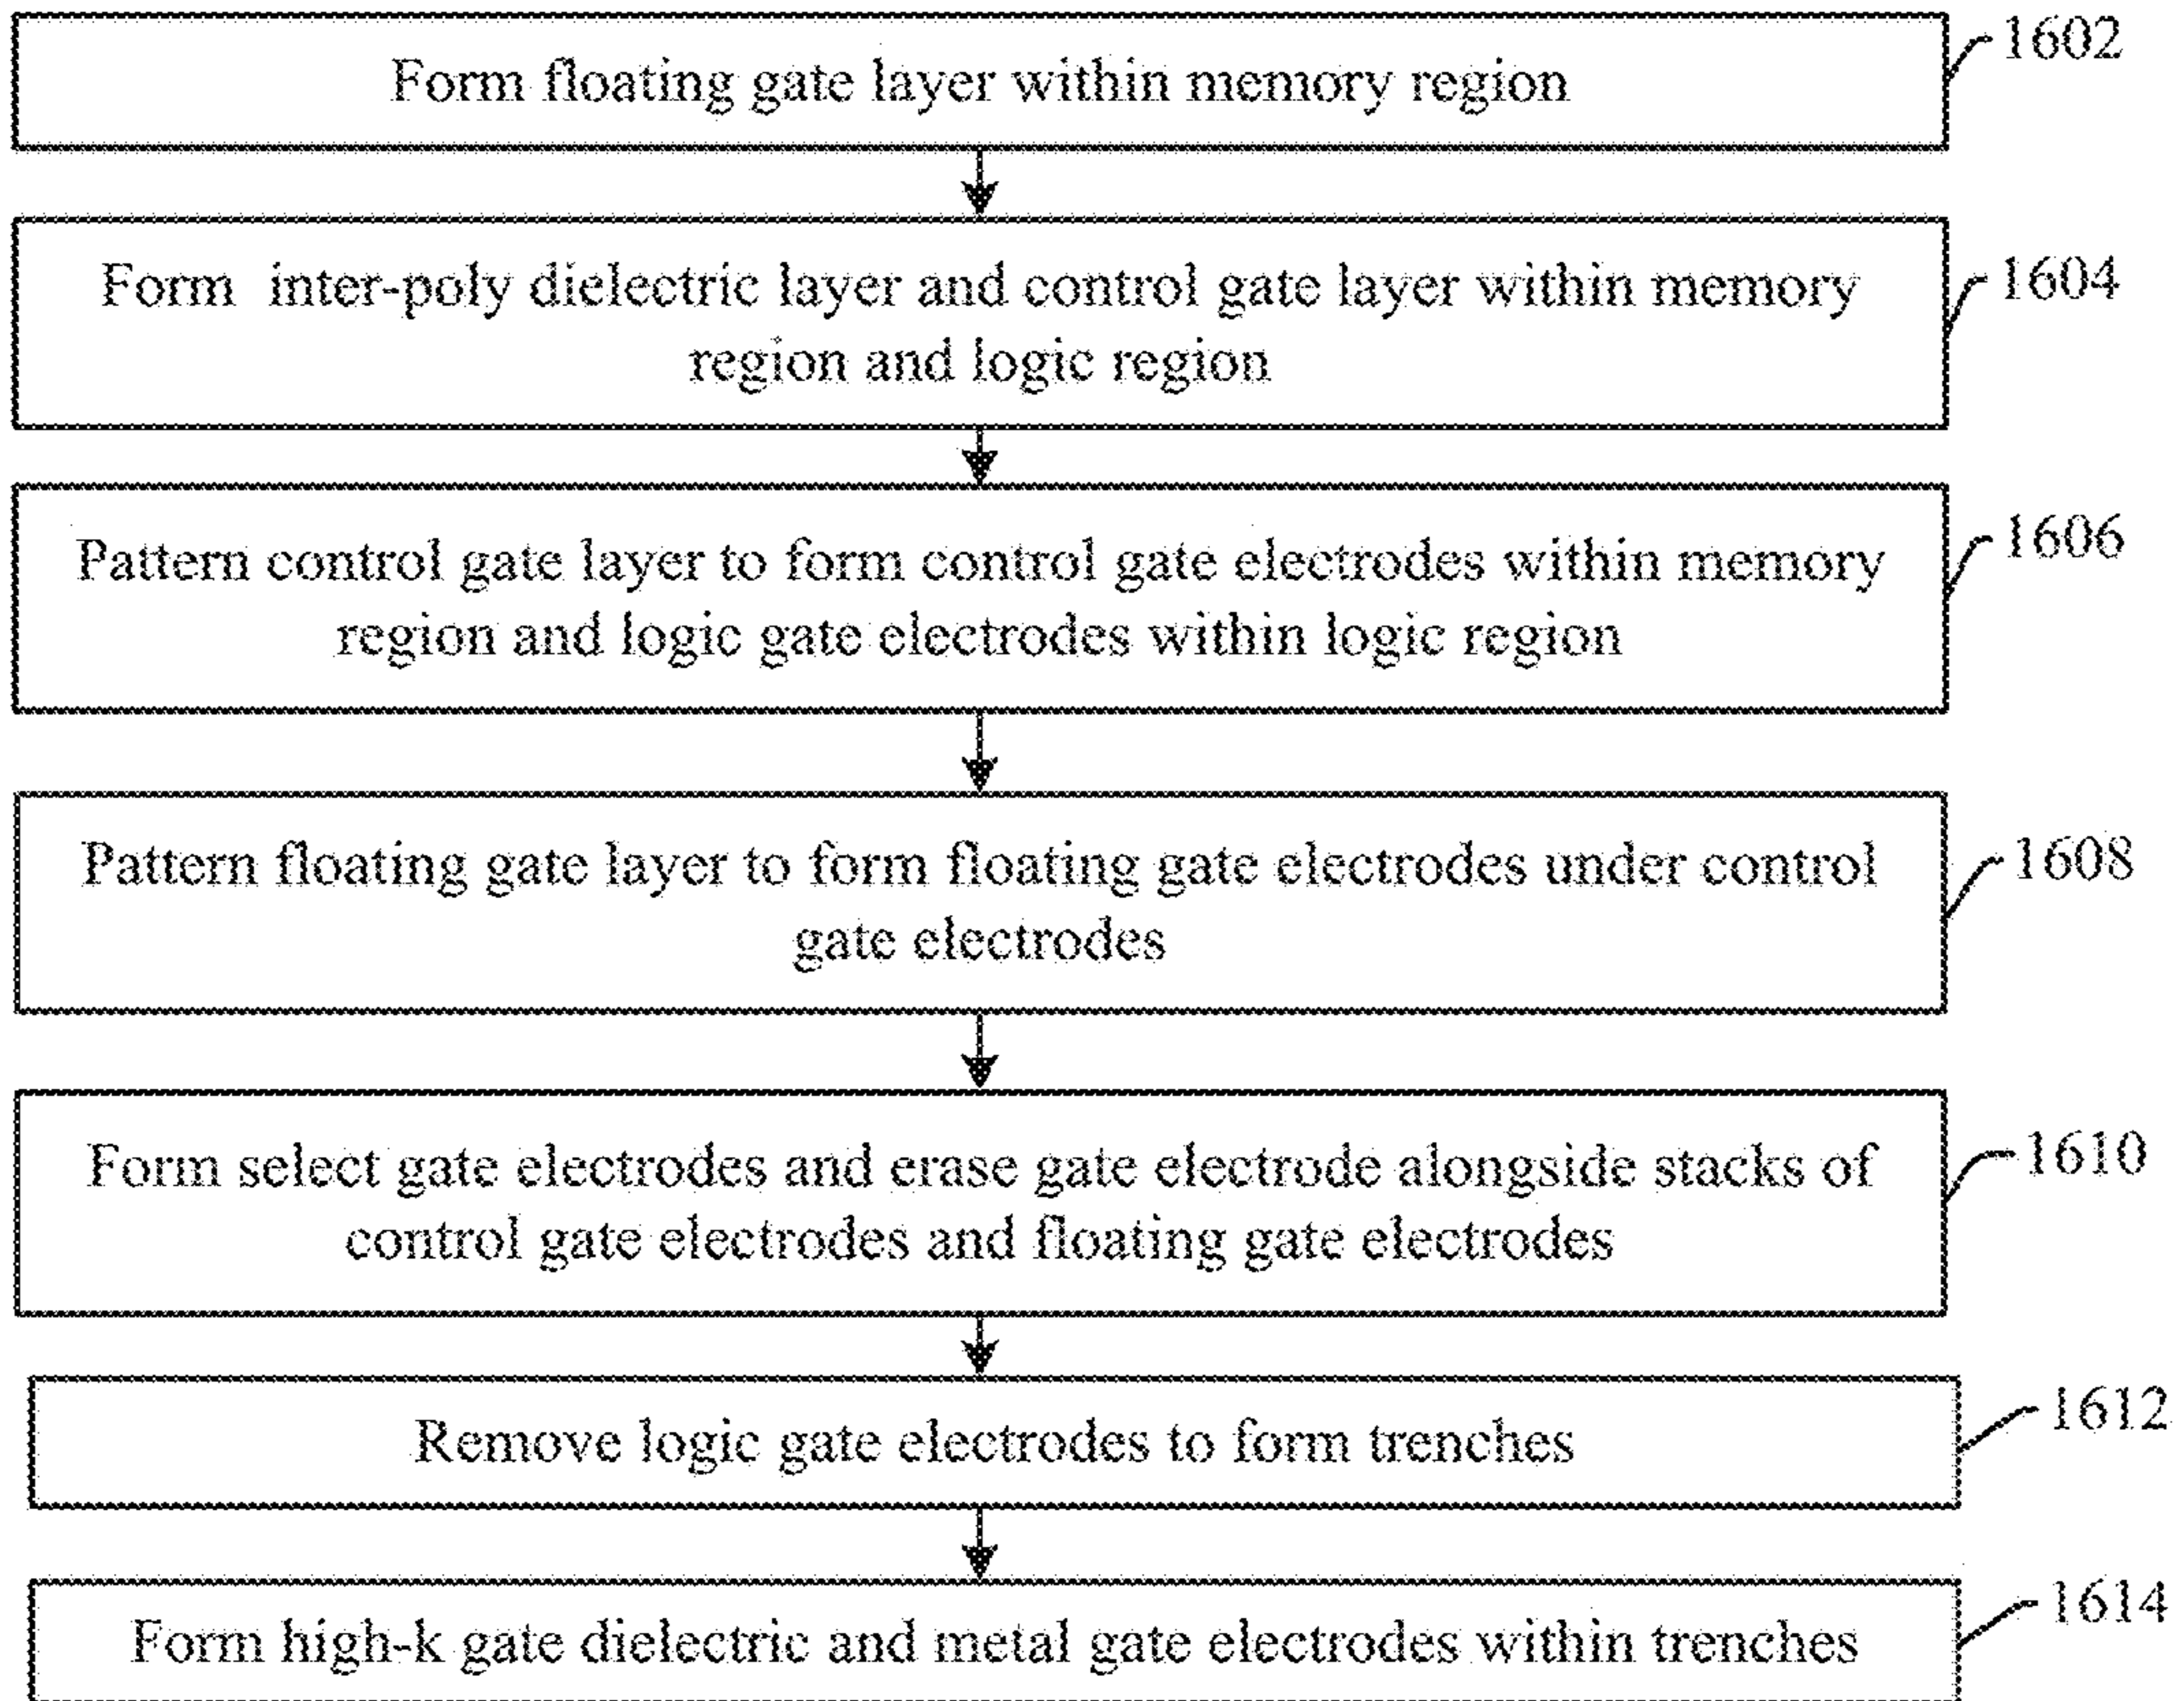 Form floating gate layer within memory region
1602
Form inter-poly dielectric layer and control gate layer within memory
region and logic region
1604
Pattern control gate layer to form control gate electrodes within memory
region and logic gate electrodes within logic region
1606
Pattern floating gate layer to form floating gate electrodes under control
gate electrodes
1608
Form select gate electrodes and erase gate electrode alongside stacks of
control gate electrodes and floating gate electrodes
1610
Remove logic gate electrodes to form trenches
1612
Form high-k gate dielectric and metal gate electrodes within trenches
1614